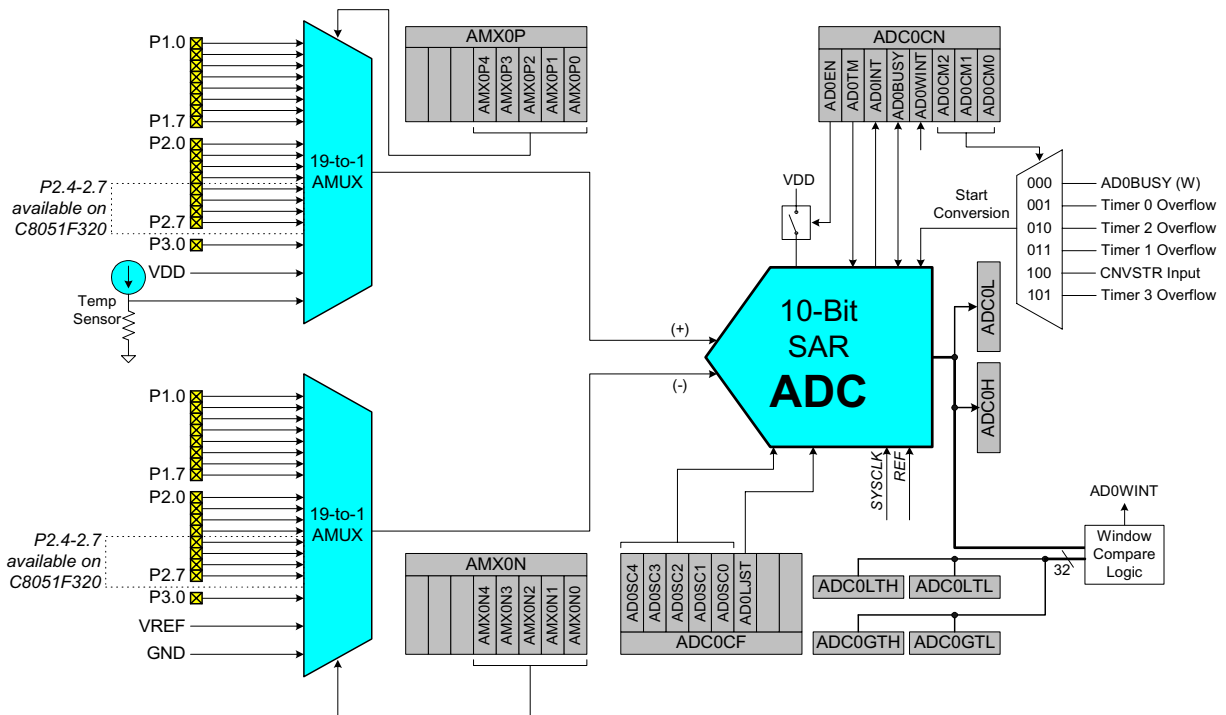 P1.0
P1.7
P2.0
P2.4-2.7
available on
C8051F320
P2.7
P3.0
VDD
Temp
Sensor
19-to-1
AMUX
AMX0P
AMX0P4
AMX0P3
AMX0P2
AMX0P1
AMX0P0
ADC0CN
AD0EN
AD0TM
AD0INT
AD0BUSY
AD0WINT
AD0CM2
AD0CM1
AD0CM0
VDD
Start
Conversion
000
AD0BUSY (W)
001
Timer 0 Overflow
010
Timer 2 Overflow
011
Timer 1 Overflow
100
CNVSTR Input
101
Timer 3 Overflow
(+)
(-)
10-Bit
SAR
ADC
ADC0L
ADC0H
SYSCLK
REF
P1.0
P1.7
P2.0
P2.4-2.7
available on
C8051F320
P2.7
P3.0
VREF
GND
19-to-1
AMUX
AMX0N4
AMX0N3
AMX0N2
AMX0N1
AMX0N0
AMX0N
AD0SC4
AD0SC3
AD0SC2
AD0SC1
AD0SC0
AD0LJST
ADC0CF
AD0WINT
Window
Compare
Logic
32
ADC0LTH
ADC0LTL
ADC0GTH
ADC0GTL